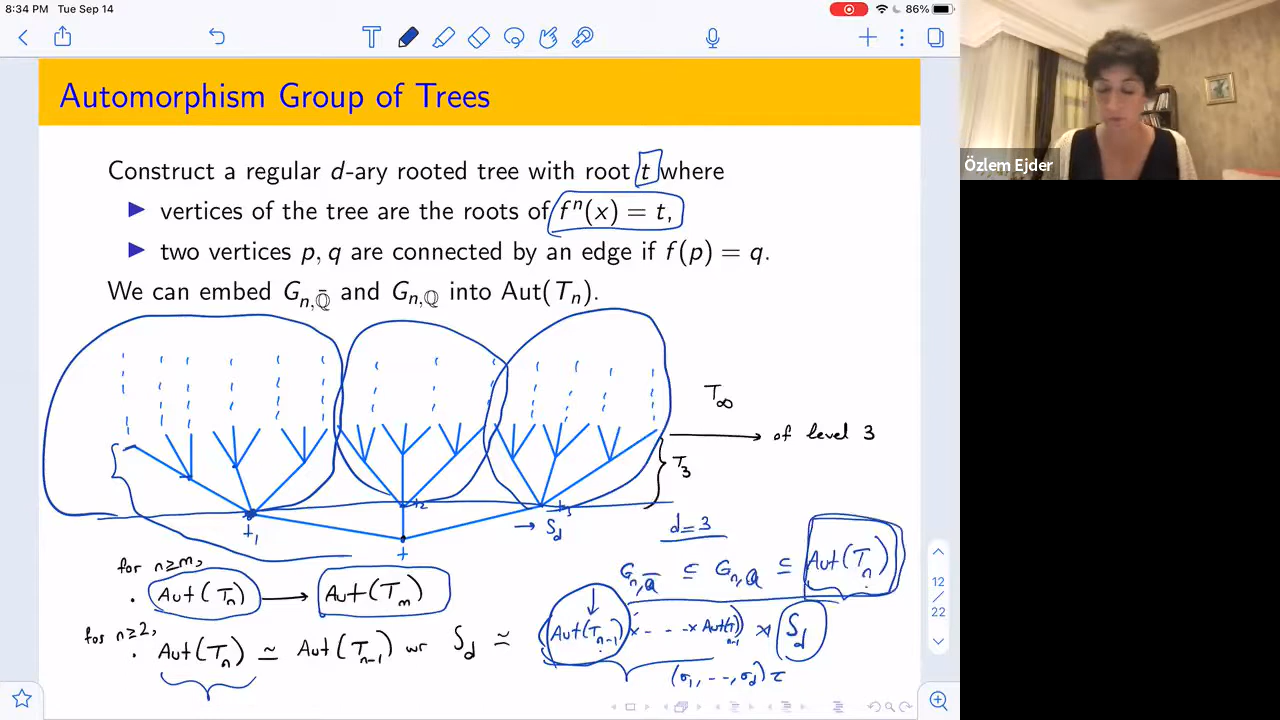 8:34 PM Tue Sep 14
86%
Automorphism Group of Trees
Construct a regular d-ary rooted tree with root t where
▶ vertices of the tree are the roots of fⁿ(x) = t,
▶ two vertices p, q are connected by an edge if f(p) = q.
We can embed G_{n,ℚ̄} and G_{n,ℚ} into Aut(T_n).
T_∞
→ of level 3
T_3
t_1
t_2
t_3
→ S_d
t
d=3
G_{n,ℚ̄} ⊆ G_{n,ℚ} ⊆ Aut(T_n)
for n≥m,
· Aut(T_n) → Aut(T_m)
for n≥2,
· Aut(T_n) ≃ Aut(T_{n-1}) wr S_d ≃ (Aut(T_{n-1}) × - - - × Aut(T_{n-1})) ⋊ S_d
(σ_1, - - -, σ_d) τ
Özlem Ejder
12
/
22